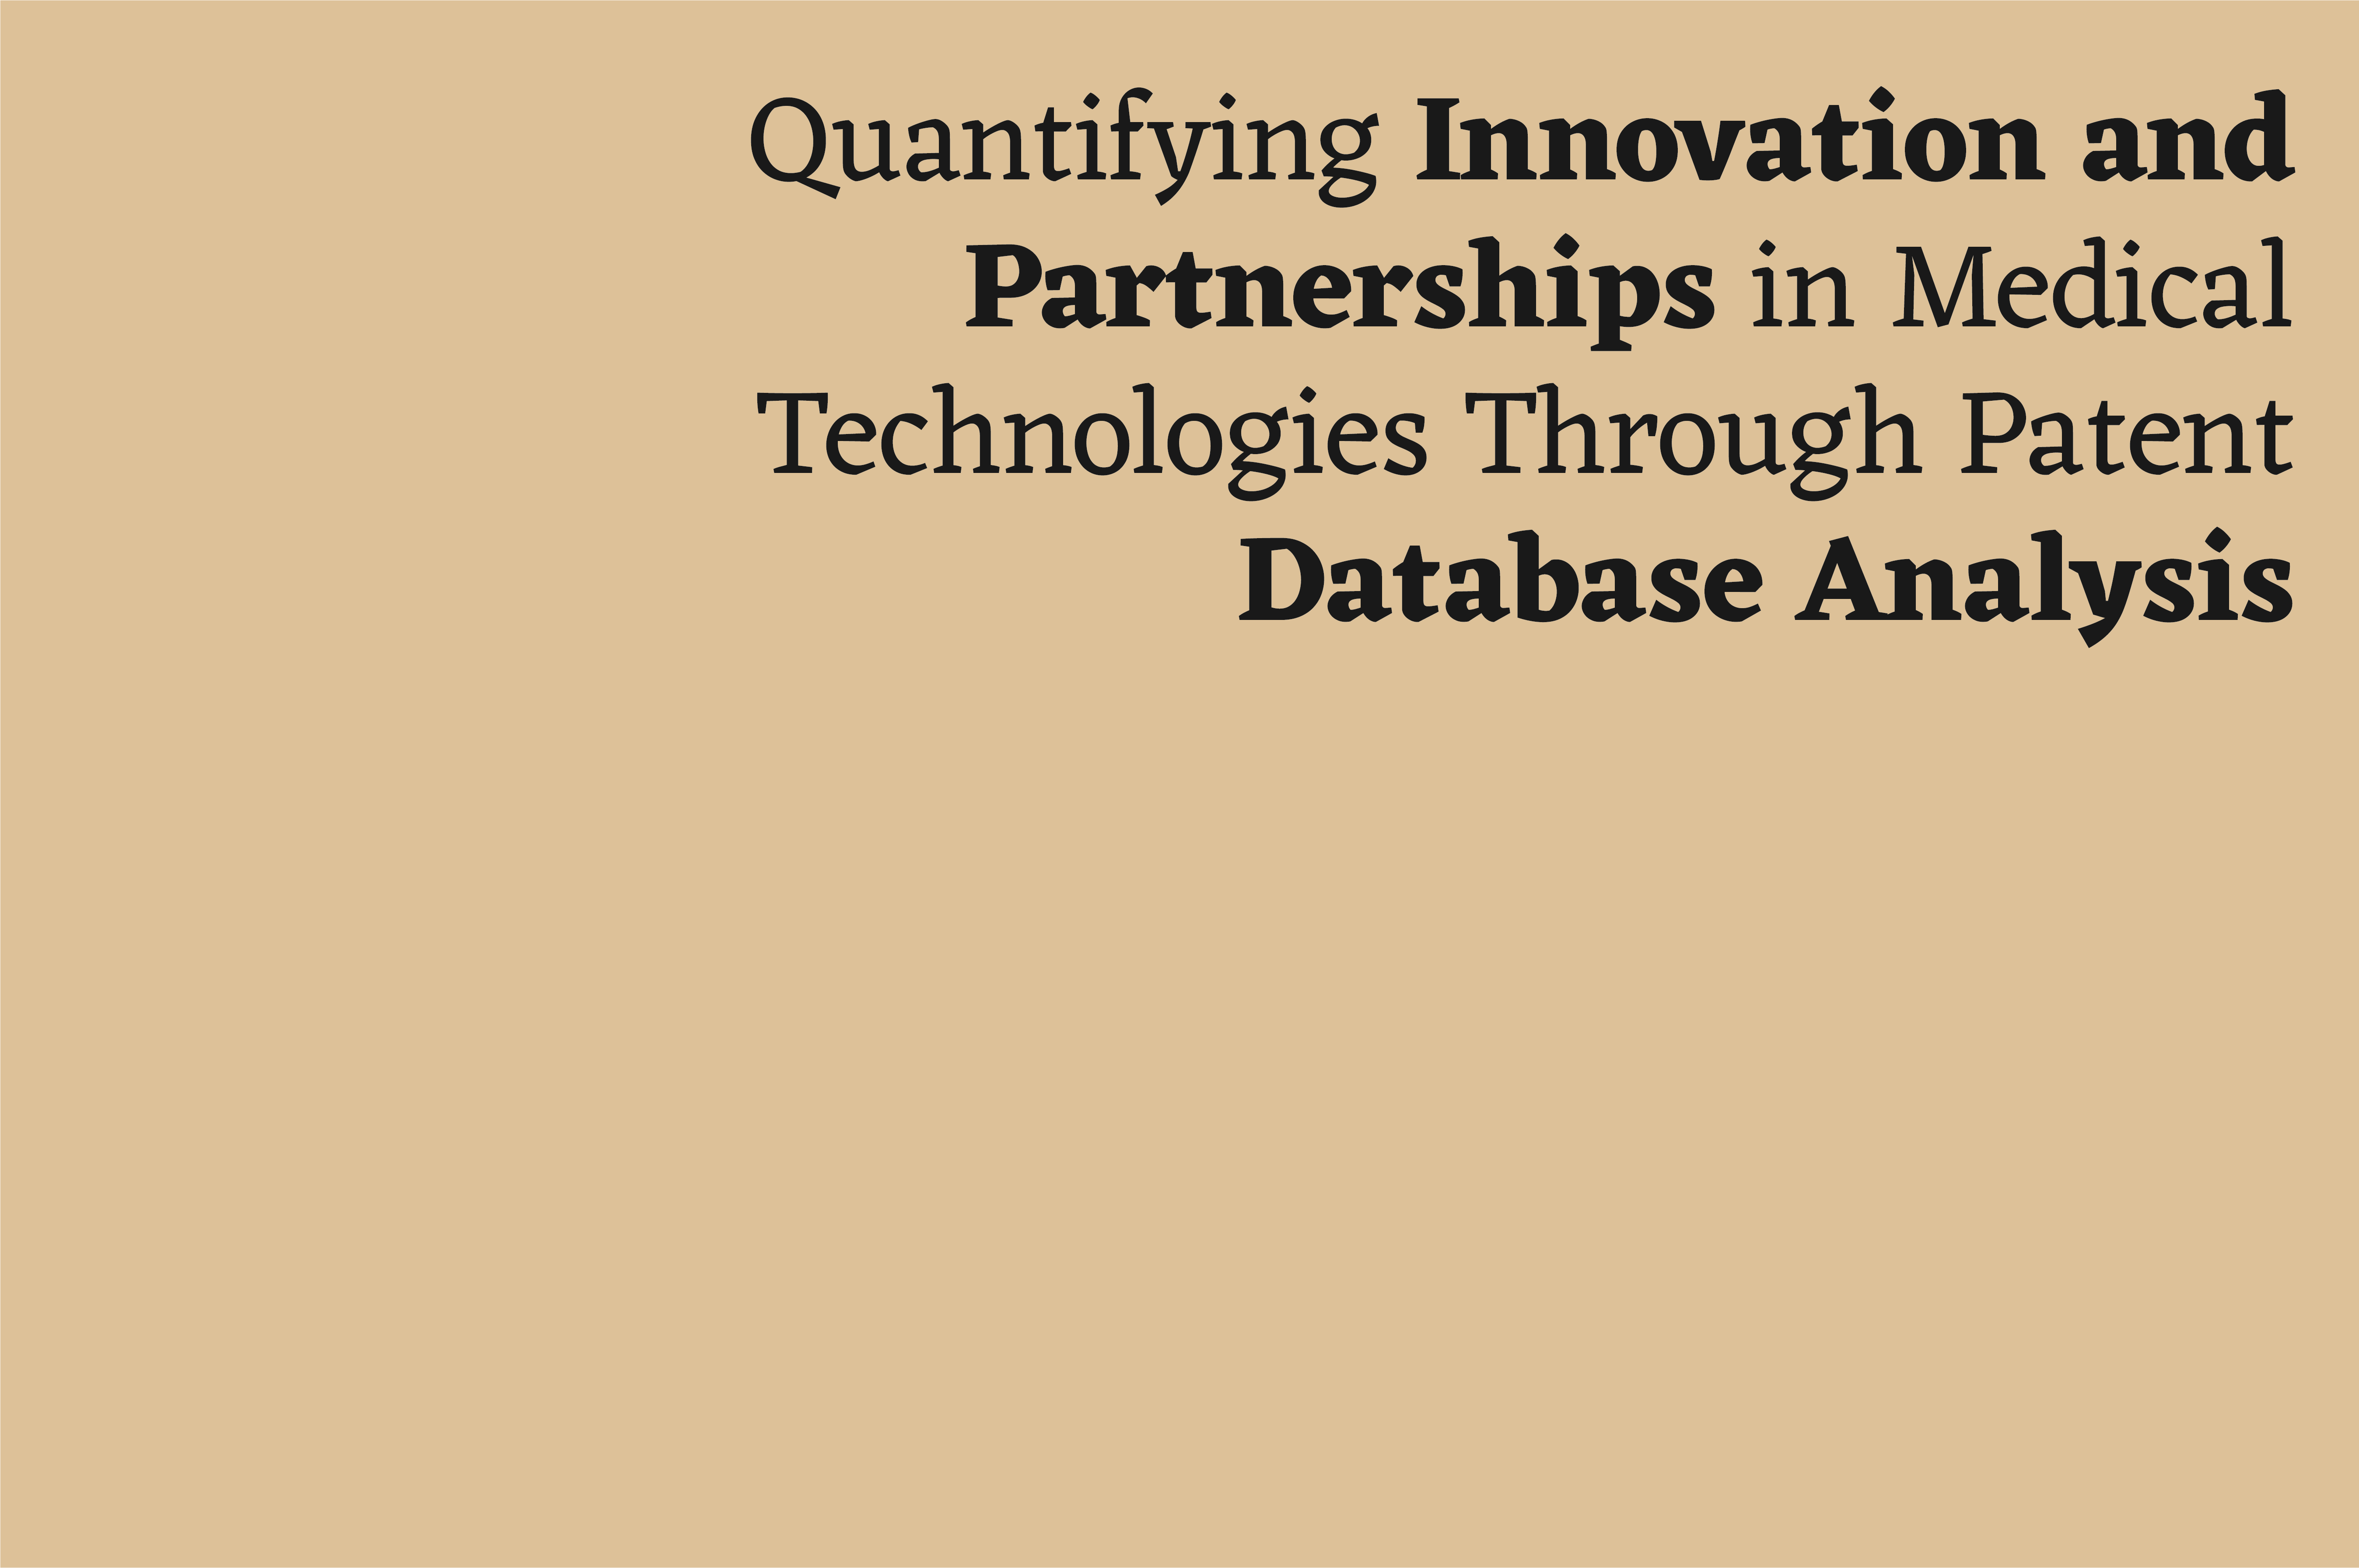 Quantifying Innovation and
Partnerships in Medical
Technologies Through Patent
Database Analysis